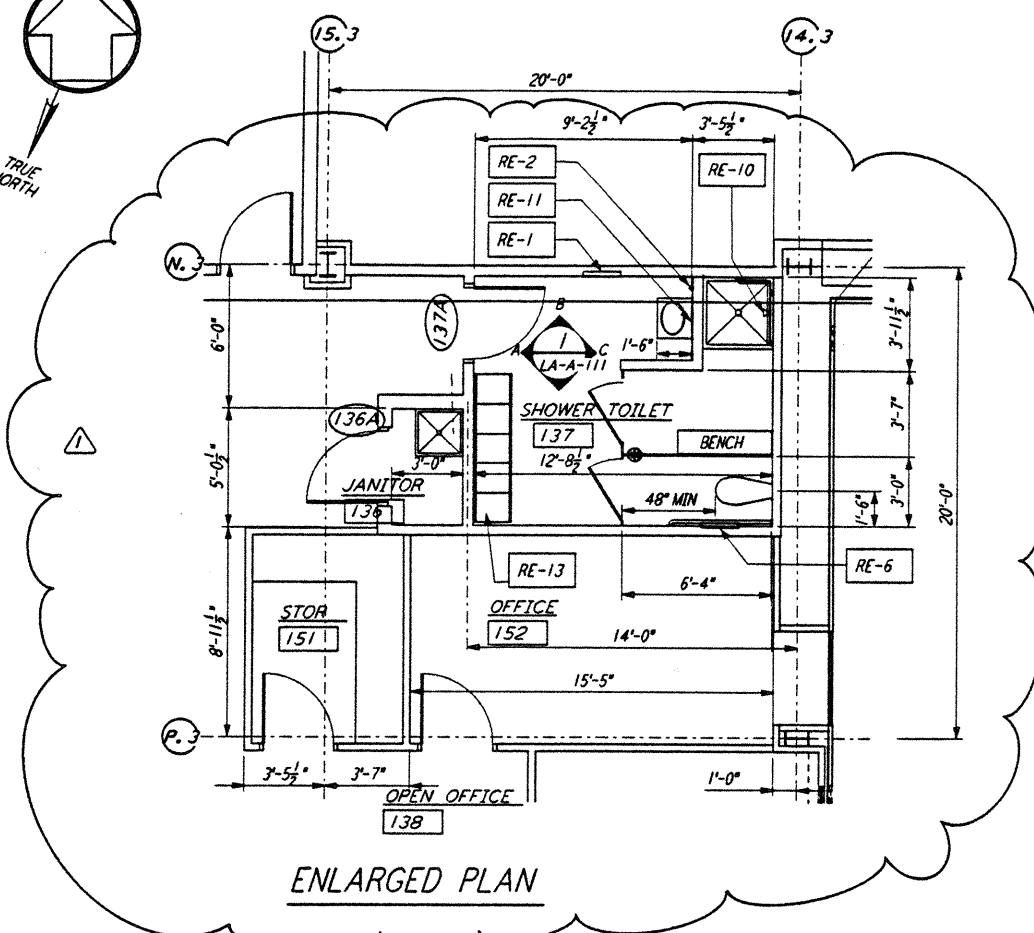 15.3
14.3
20'-0"
TRUE
NORTH
9'-2½"
3'-5½"
RE-2
RE-10
RE-11
RE-1
N.3
137A
B
A
1
C
LA-A-111
1'-6"
6'-0"
3'-11½"
136A
SHOWER TOILET
137
3'-7"
1
BENCH
12'-8½"
3'-0"
5'-0½"
JANITOR
136
48" MIN
1'-6"
3'-0"
20'-0"
RE-13
RE-6
6'-4"
STOR
151
OFFICE
152
8'-11½"
14'-0"
15'-5"
P.3
3'-5½"
3'-7"
1'-0"
OPEN OFFICE
138
ENLARGED PLAN